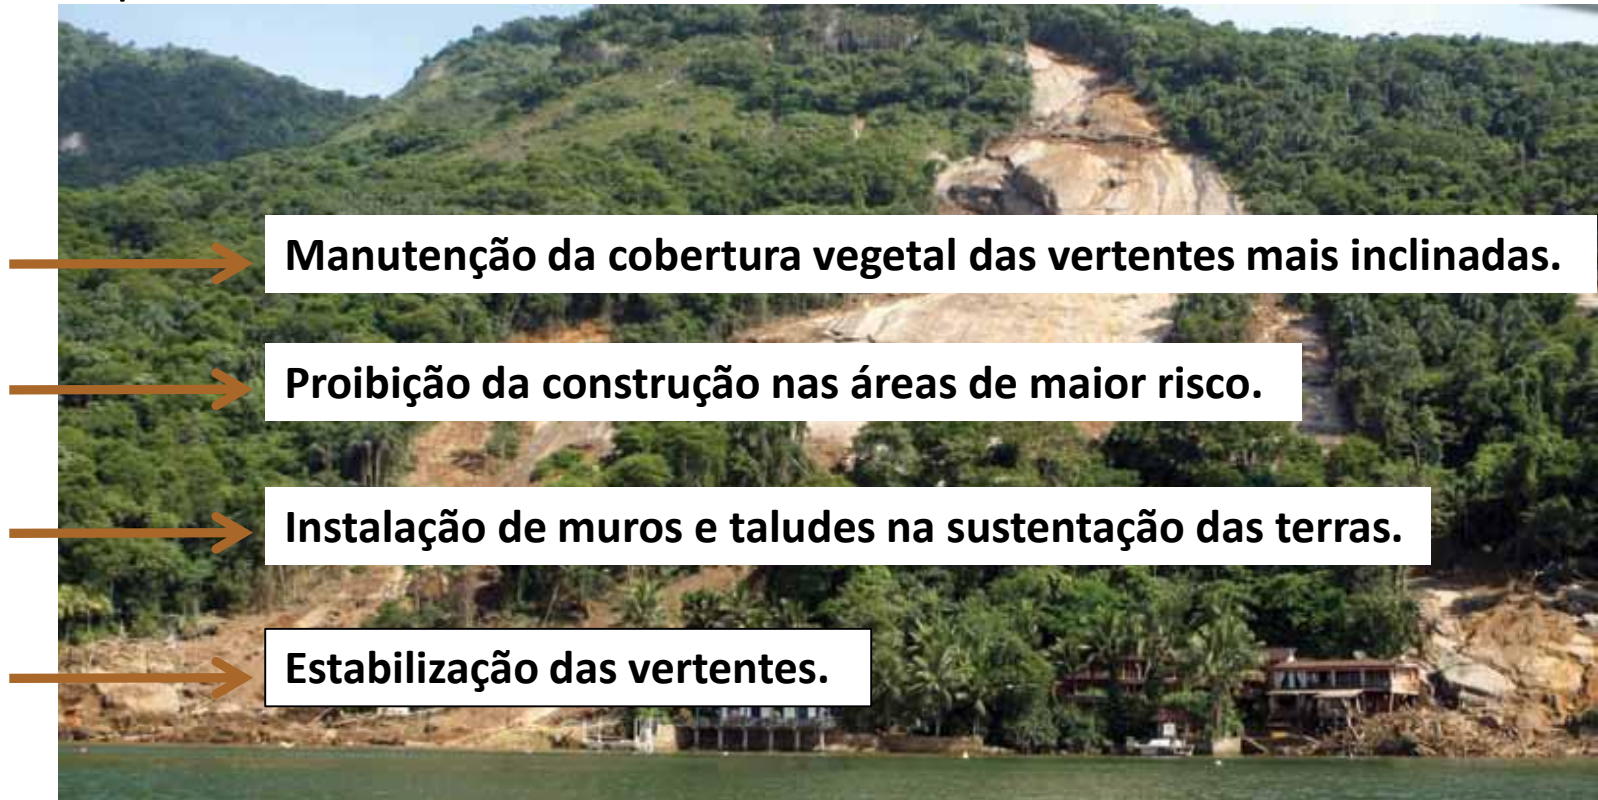 Manutenção da cobertura vegetal das vertentes mais inclinadas.
Proibição da construção nas áreas de maior risco.
Instalação de muros e taludes na sustentação das terras.
Estabilização das vertentes.